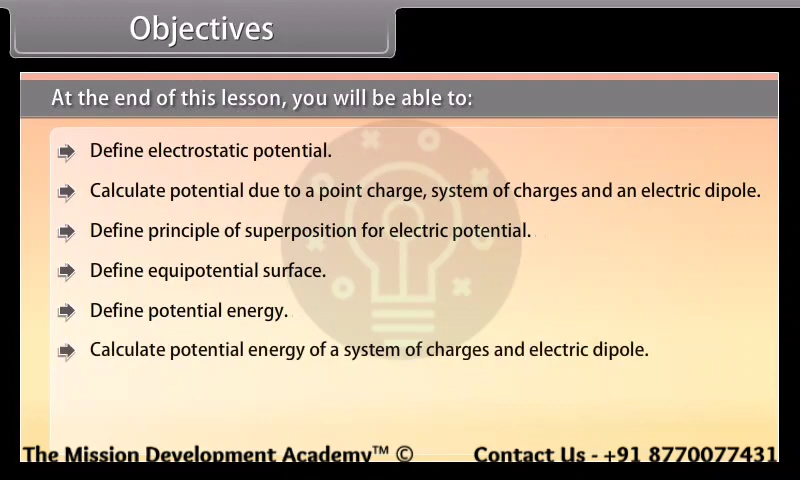 Objectives
At the end of this lesson, you will be able to:
Define electrostatic potential.
Calculate potential due to a point charge, system of charges and an electric dipole.
Define principle of superposition for electric potential.
Define equipotential surface.
Define potential energy.
Calculate potential energy of a system of charges and electric dipole.
The Mission Development Academy™ © Contact Us - +91 8770077431